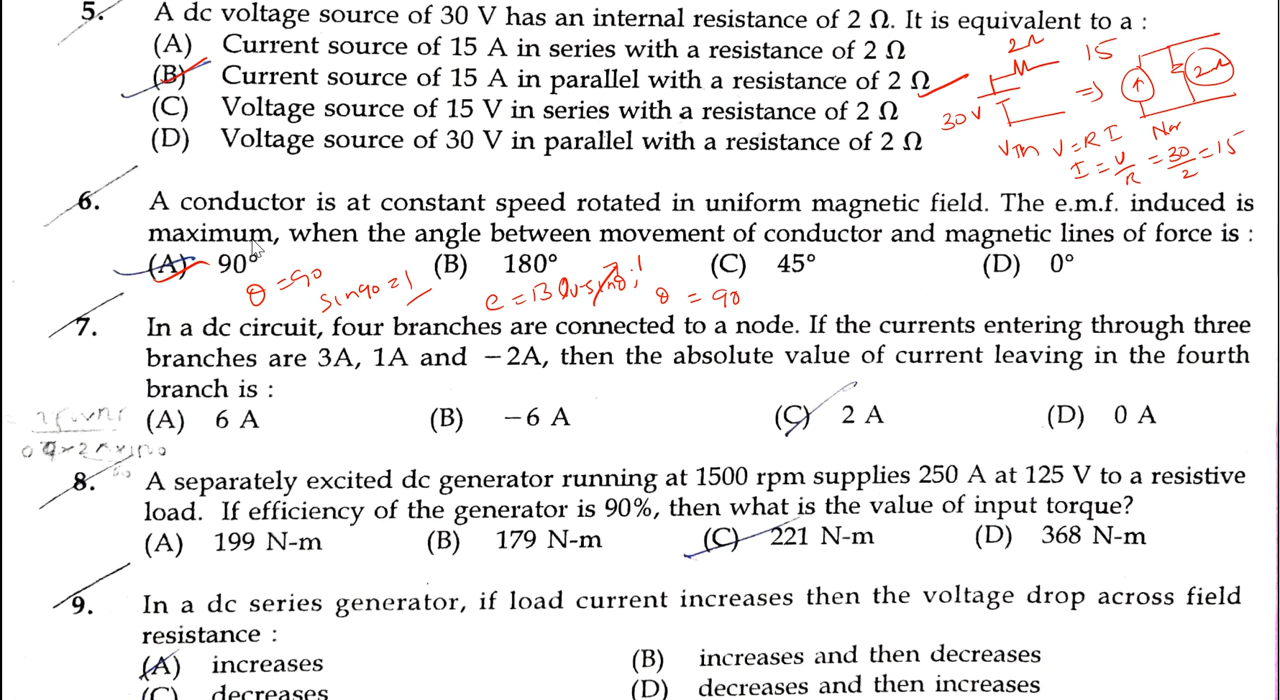 5. A dc voltage source of 30 V has an internal resistance of 2 Ω. It is equivalent to a :
(A) Current source of 15 A in series with a resistance of 2 Ω
(B) Current source of 15 A in parallel with a resistance of 2 Ω
(C) Voltage source of 15 V in series with a resistance of 2 Ω
(D) Voltage source of 30 V in parallel with a resistance of 2 Ω
2Ω
15
30V
⇒
2Ω
VTh V=RI
I = V/R = 30/2 = 15
Nor
6. A conductor is at constant speed rotated in uniform magnetic field. The e.m.f. induced is
maximum, when the angle between movement of conductor and magnetic lines of force is :
(A) 90° (B) 180° (C) 45° (D) 0°
θ = 90
sin90=1
e = Blvsinθ 1
θ = 90
7. In a dc circuit, four branches are connected to a node. If the currents entering through three
branches are 3A, 1A and −2A, then the absolute value of current leaving in the fourth
branch is :
(A) 6 A (B) −6 A (C) 2 A (D) 0 A
8. A separately excited dc generator running at 1500 rpm supplies 250 A at 125 V to a resistive
load. If efficiency of the generator is 90%, then what is the value of input torque?
(A) 199 N-m (B) 179 N-m (C) 221 N-m (D) 368 N-m
9. In a dc series generator, if load current increases then the voltage drop across field
resistance :
(A) increases (B) increases and then decreases
(C) decreases (D) decreases and then increases